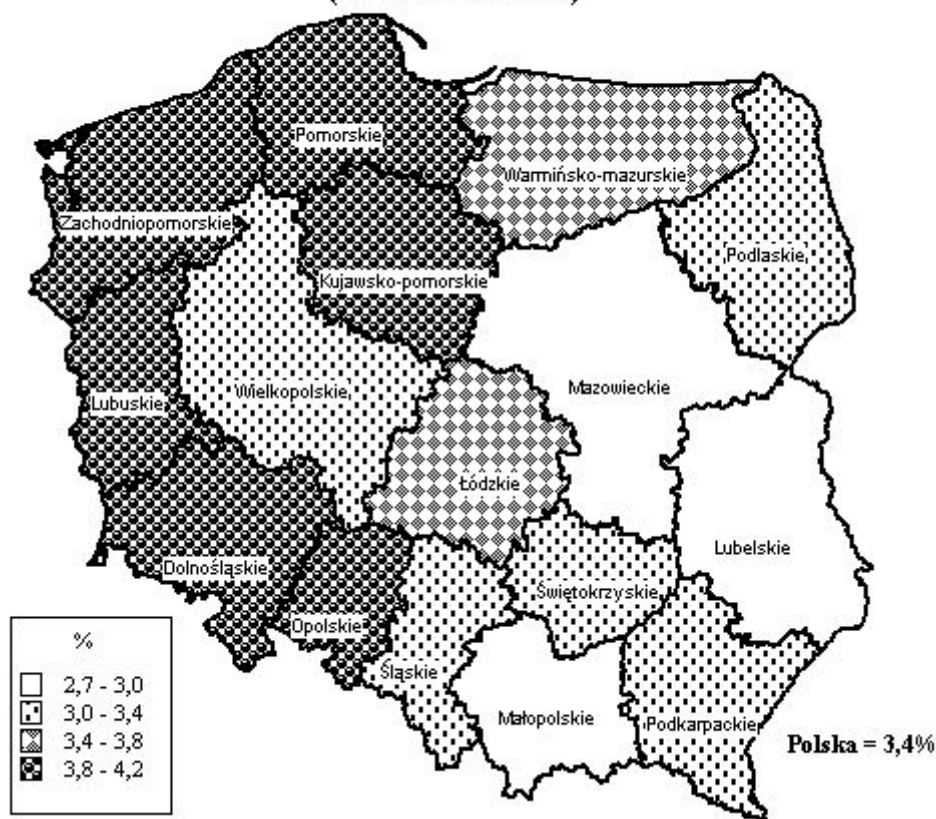 Pomorskie
Warmińsko-mazurskie
Zachodniopomorskie
Podlaskie
Kujawsko-pomorskie
Mazowieckie
Wielkopolskie
Lubuskie
Łódzkie
Lubelskie
Dolnośląskie
Świętokrzyskie
Opolskie
Śląskie
Małopolskie
Podkarpackie
%
2,7 - 3,0
3,0 - 3,4
3,4 - 3,8
3,8 - 4,2
Polska = 3,4%